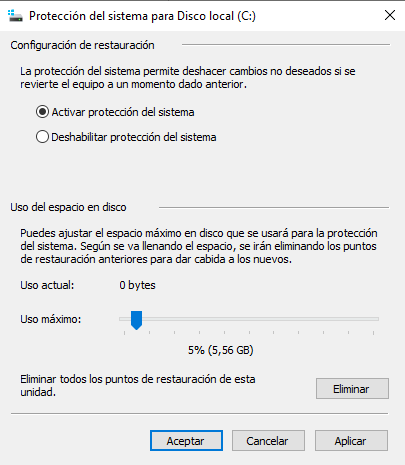 Protección del sistema para Disco local (C:)
Configuración de restauración
La protección del sistema permite deshacer cambios no deseados si se
revierte el equipo a un momento dado anterior.
Activar protección del sistema
Deshabilitar protección del sistema
Uso del espacio en disco
Puedes ajustar el espacio máximo en disco que se usará para la protección
del sistema. Según se va llenando el espacio, se irán eliminando los puntos
de restauración anteriores para dar cabida a los nuevos.
Uso actual: 0 bytes
Uso máximo:
5% (5,56 GB)
Eliminar todos los puntos de restauración de esta
unidad.
Eliminar
Aceptar Cancelar Aplicar